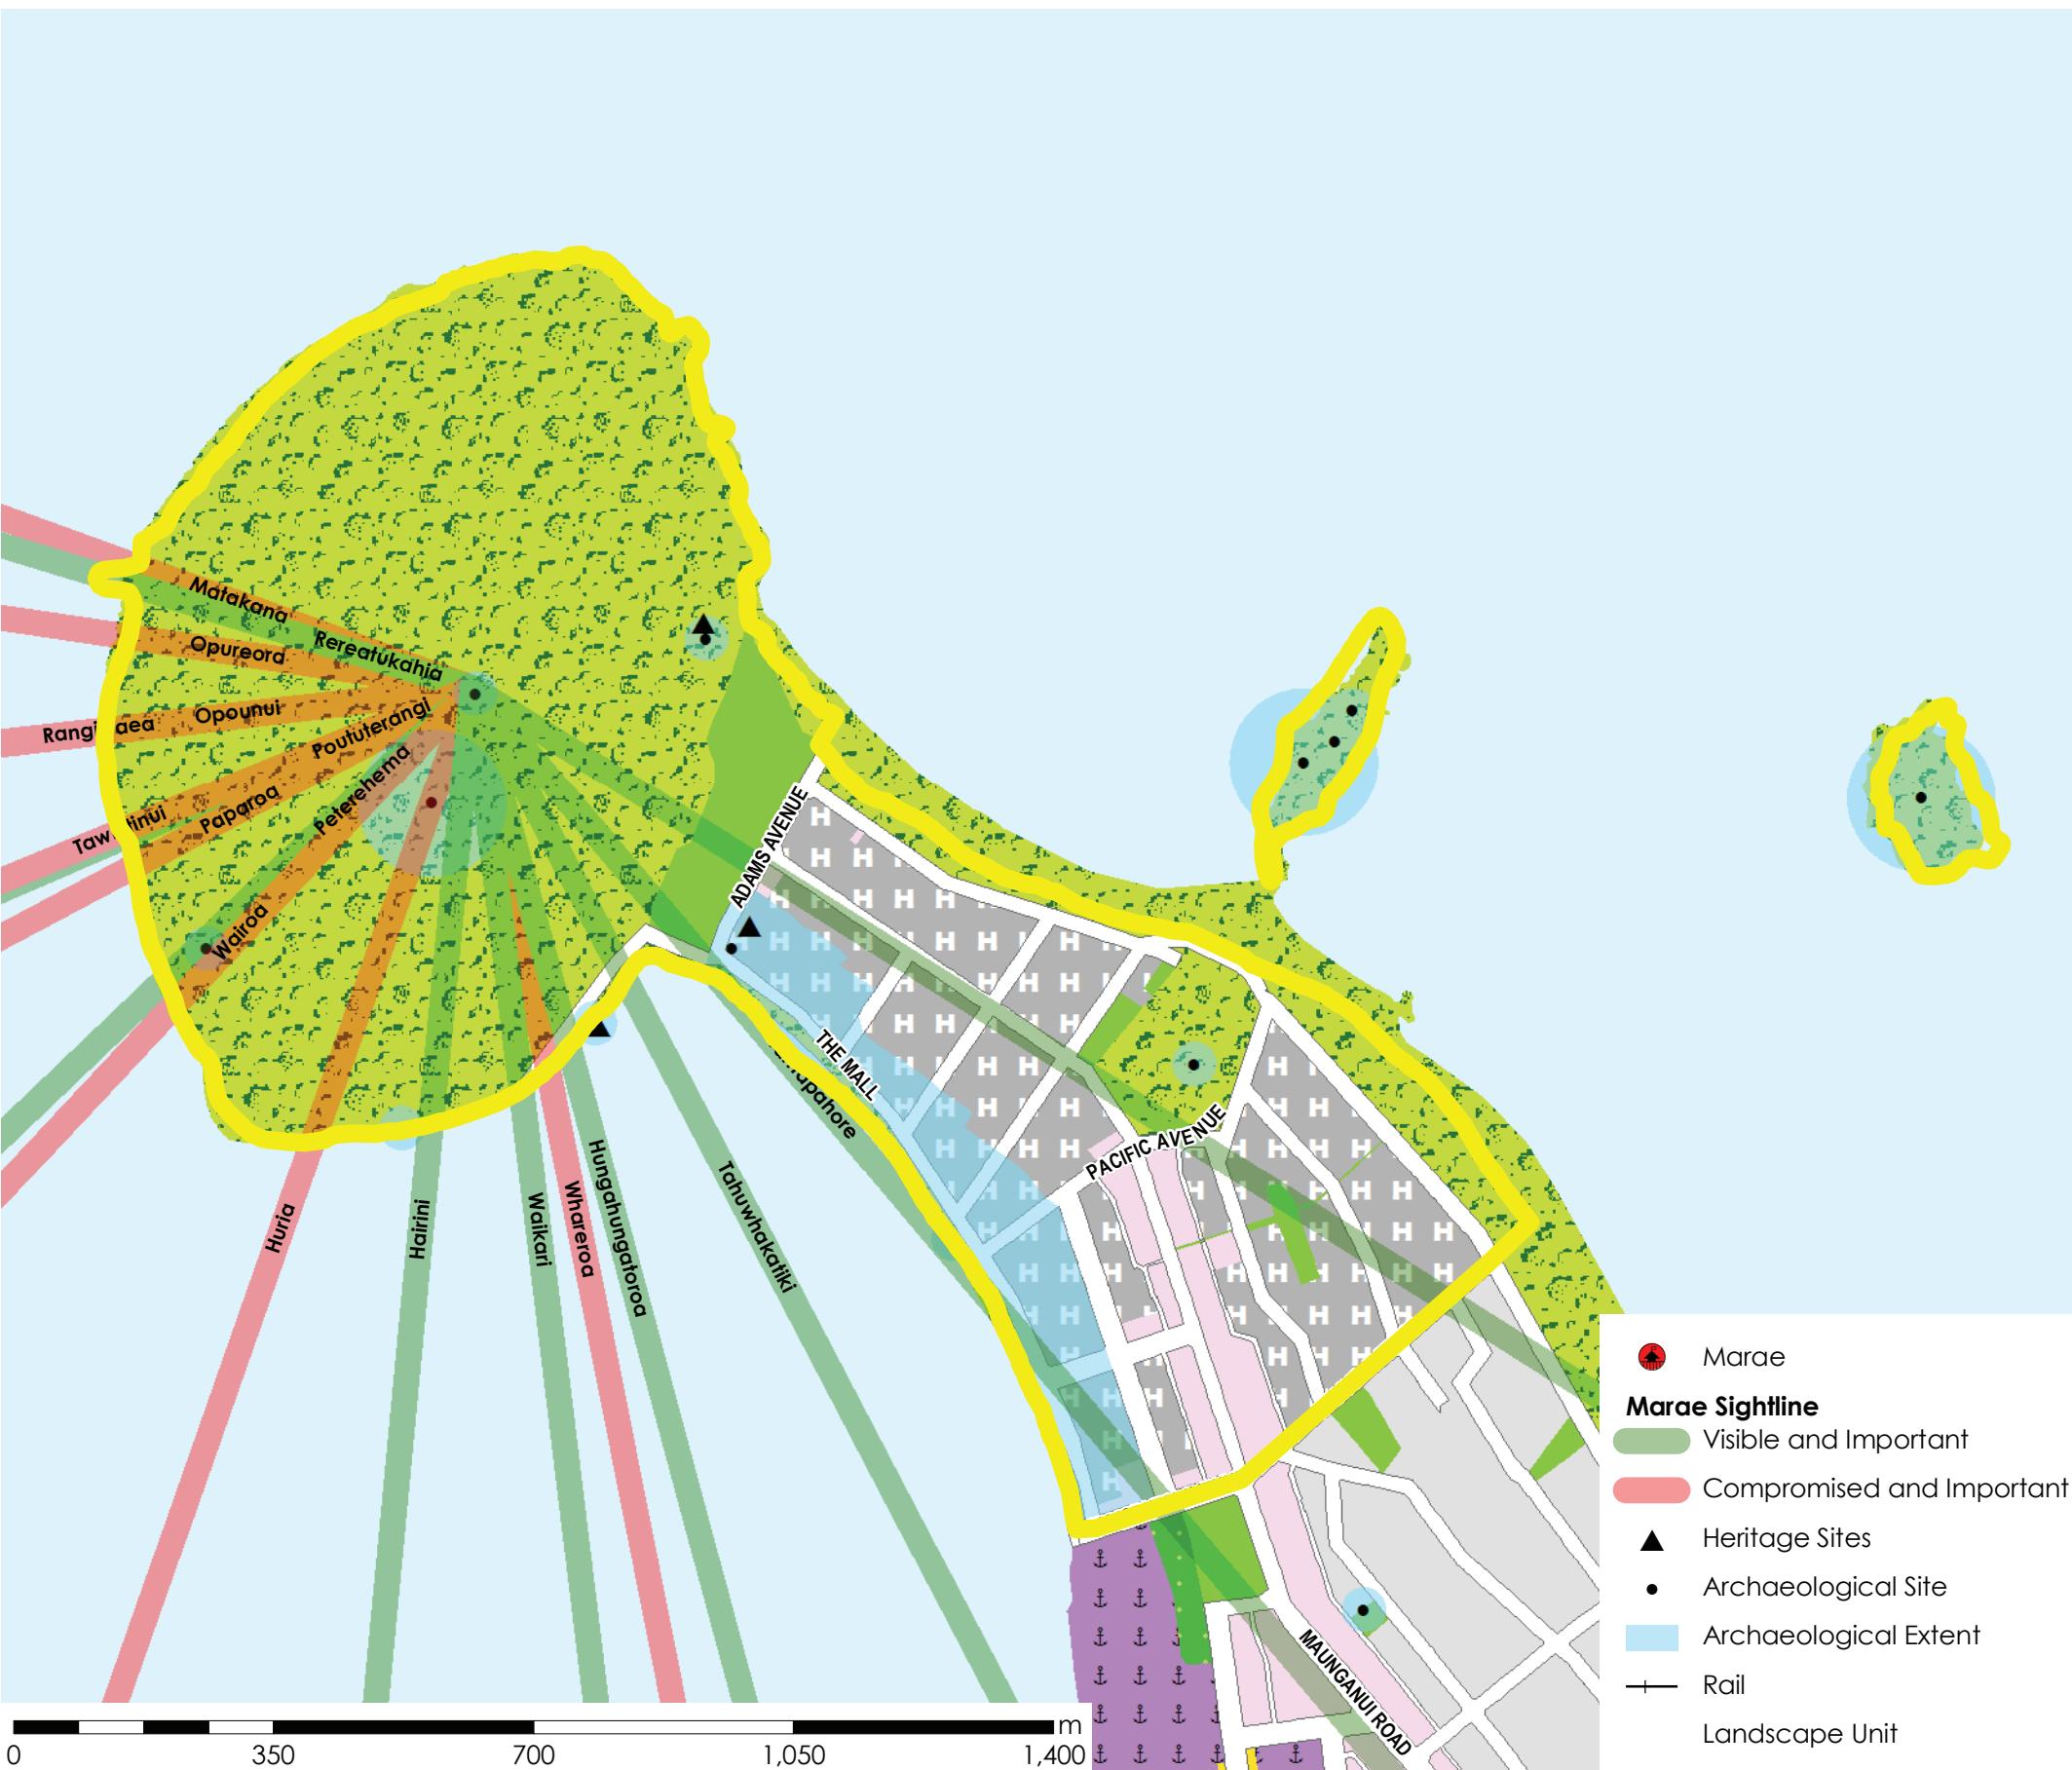 Matakana
Rereatukahia
Opureord
Opounui
Poututerangi
Paparoa
Peterehema
Wairoa
Huria
Hairini
Waikari
Whareroa
Hungahungatoroa
Tahuwhakatiki
ADAMS AVENUE
THE MALL
PACIFIC AVENUE
MAUNGANUI ROAD
Marae
Marae Sightline
Visible and Important
Compromised and Important
Heritage Sites
Archaeological Site
Archaeological Extent
Rail
Landscape Unit
m
0 350 700 1,050 1,400